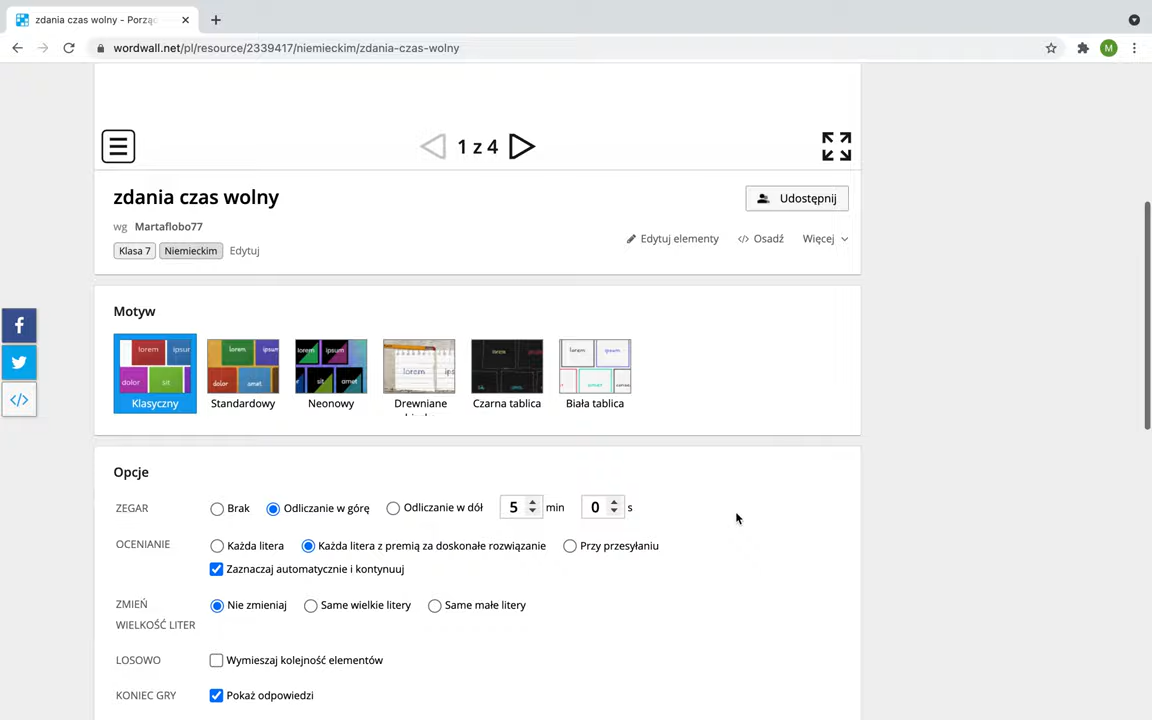 zdania czas wolny - Porząd
wordwall.net/pl/resource/2339417/niemieckim/zdania-czas-wolny
M
1 z 4
zdania czas wolny
Udostępnij
wg Martaflobo77
Edytuj elementy
Osadź
Więcej
Klasa 7
Niemieckim
Edytuj
Motyw
lorem ipsum dolor sit
lorem ipsum dolor amet
lorem ipsum sit amet
lorem ips
lorem
lorem ipsum amet
Klasyczny
Standardowy
Neonowy
Drewniane
Czarna tablica
Biała tablica
Opcje
ZEGAR Brak Odliczanie w górę Odliczanie w dół 5 min 0 s
OCENIANIE Każda litera Każda litera z premią za doskonałe rozwiązanie Przy przesyłaniu
Zaznaczaj automatycznie i kontynuuj
ZMIEŃ
WIELKOŚĆ LITER
Nie zmieniaj Same wielkie litery Same małe litery
LOSOWO Wymieszaj kolejność elementów
KONIEC GRY Pokaż odpowiedzi